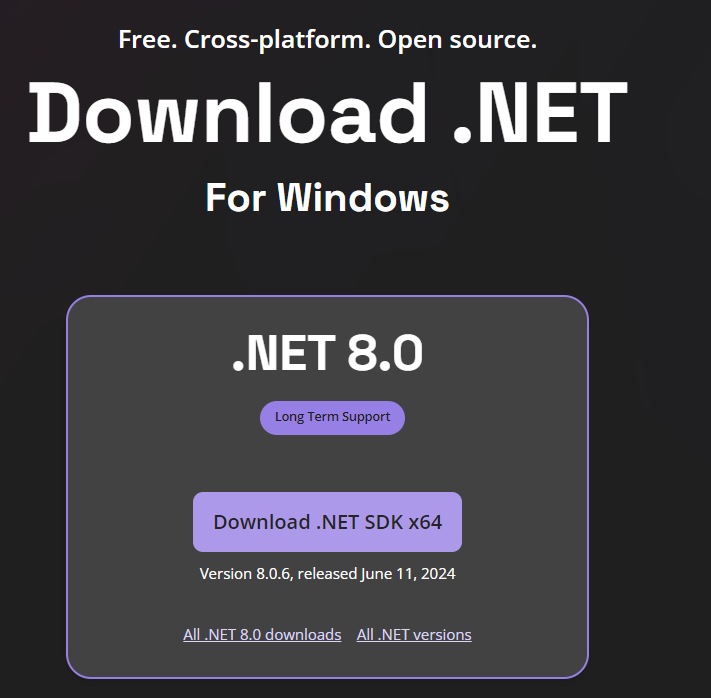 Free. Cross-platform. Open source.
Download .NET
For Windows
.NET 8.0
Long Term Support
Download .NET SDK x64
Version 8.0.6, released June 11, 2024
All .NET 8.0 downloads All .NET versions